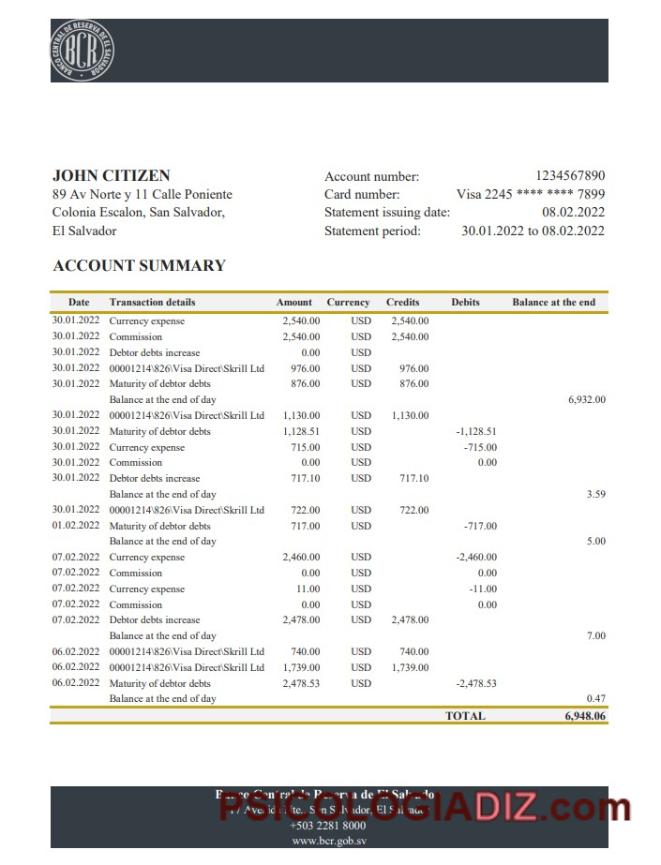 BANCO CENTRAL DE RESERVA DE EL SALVADOR
BCR
JOHN CITIZEN
89 Av Norte y 11 Calle Poniente
Colonia Escalon, San Salvador,
El Salvador
Account number: 1234567890
Card number: Visa 2245 **** **** 7899
Statement issuing date: 08.02.2022
Statement period: 30.01.2022 to 08.02.2022
ACCOUNT SUMMARY
Date Transaction details Amount Currency Credits Debits Balance at the end
30.01.2022 Currency expense 2,540.00 USD 2,540.00
30.01.2022 Commission 2,540.00 USD 2,540.00
30.01.2022 Debtor debts increase 0.00 USD
30.01.2022 00001214\826\Visa Direct\Skrill Ltd 976.00 USD 976.00
30.01.2022 Maturity of debtor debts 876.00 USD 876.00
Balance at the end of day 6,932.00
30.01.2022 00001214\826\Visa Direct\Skrill Ltd 1,130.00 USD 1,130.00
30.01.2022 Maturity of debtor debts 1,128.51 USD -1,128.51
30.01.2022 Currency expense 715.00 USD -715.00
30.01.2022 Commission 0.00 USD 0.00
30.01.2022 Debtor debts increase 717.10 USD 717.10
Balance at the end of day 3.59
30.01.2022 00001214\826\Visa Direct\Skrill Ltd 722.00 USD 722.00
01.02.2022 Maturity of debtor debts 717.00 USD -717.00
Balance at the end of day 5.00
07.02.2022 Currency expense 2,460.00 USD -2,460.00
07.02.2022 Commission 0.00 USD 0.00
07.02.2022 Currency expense 11.00 USD -11.00
07.02.2022 Commission 0.00 USD 0.00
07.02.2022 Debtor debts increase 2,478.00 USD 2,478.00
Balance at the end of day 7.00
06.02.2022 00001214\826\Visa Direct\Skrill Ltd 740.00 USD 740.00
06.02.2022 00001214\826\Visa Direct\Skrill Ltd 1,739.00 USD 1,739.00
06.02.2022 Maturity of debtor debts 2,478.53 USD -2,478.53
Balance at the end of day 0.47
TOTAL 6,948.06
Banco Central de Reserva de El Salvador
Avenida Nte., San Salvador, El Salvador
PSICOLOGIADIZ.com
+503 2281 8000
www.bcr.gob.sv